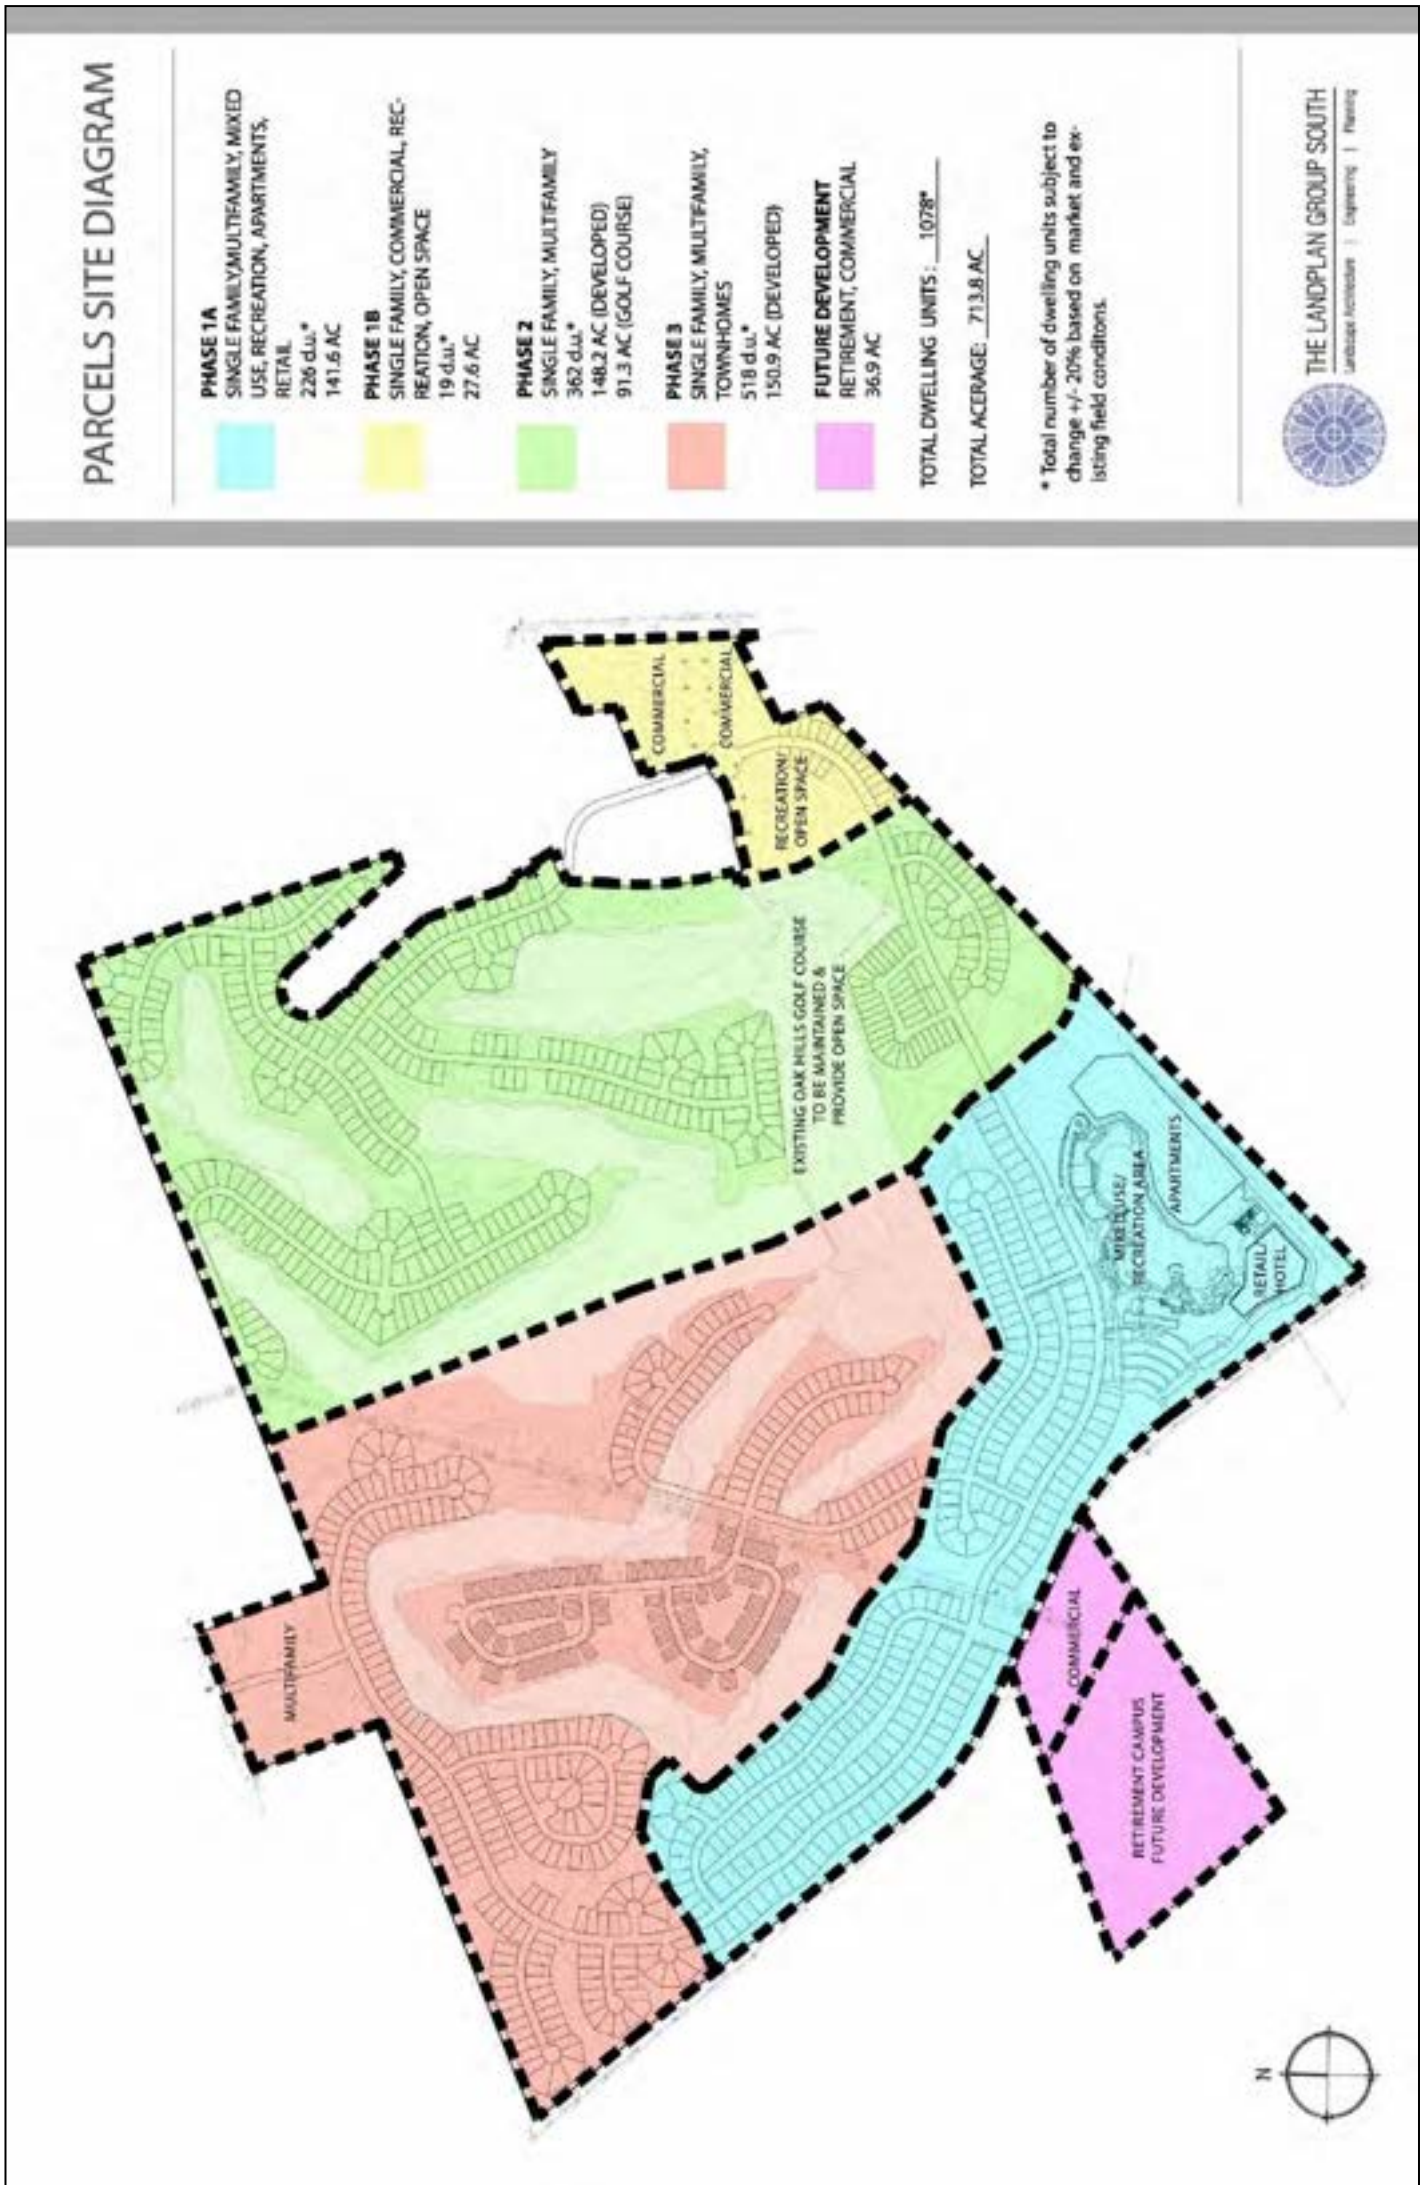 PARCELS SITE DIAGRAM
PHASE 1A
SINGLE FAMILY,MULTIFAMILY, MIXED
USE, RECREATION, APARTMENTS,
RETAIL
226 d.u.*
141.6 AC
PHASE 1B
SINGLE FAMILY, COMMERCIAL, REC-
REATION, OPEN SPACE
19 d.u.*
27.6 AC
PHASE 2
SINGLE FAMILY, MULTIFAMILY
362 d.u.*
148.2 AC (DEVELOPED)
91.3 AC (GOLF COURSE)
PHASE 3
SINGLE FAMILY, MULTIFAMILY,
TOWNHOMES
518 d.u.*
150.9 AC (DEVELOPED)
FUTURE DEVELOPMENT
RETIREMENT, COMMERCIAL
36.9 AC
TOTAL DWELLING UNITS: 1078*
TOTAL ACERAGE: 713.8 AC
* Total number of dwelling units subject to
change +/- 20% based on market and ex-
isting field conditons.
THE LANDPLAN GROUP SOUTH
Landscape Architecture | Engineering | Planning
COMMERCIAL
COMMERCIAL
RECREATION/
OPEN SPACE
EXISTING OAK HILLS GOLF COURSE
TO BE MAINTAINED &
PROVIDE OPEN SPACE
MIXED USE/
RECREATION AREA
APARTMENTS
RETAIL/
HOTEL
MULTIFAMILY
COMMERCIAL
RETIREMENT CAMPUS
FUTURE DEVELOPMENT
N